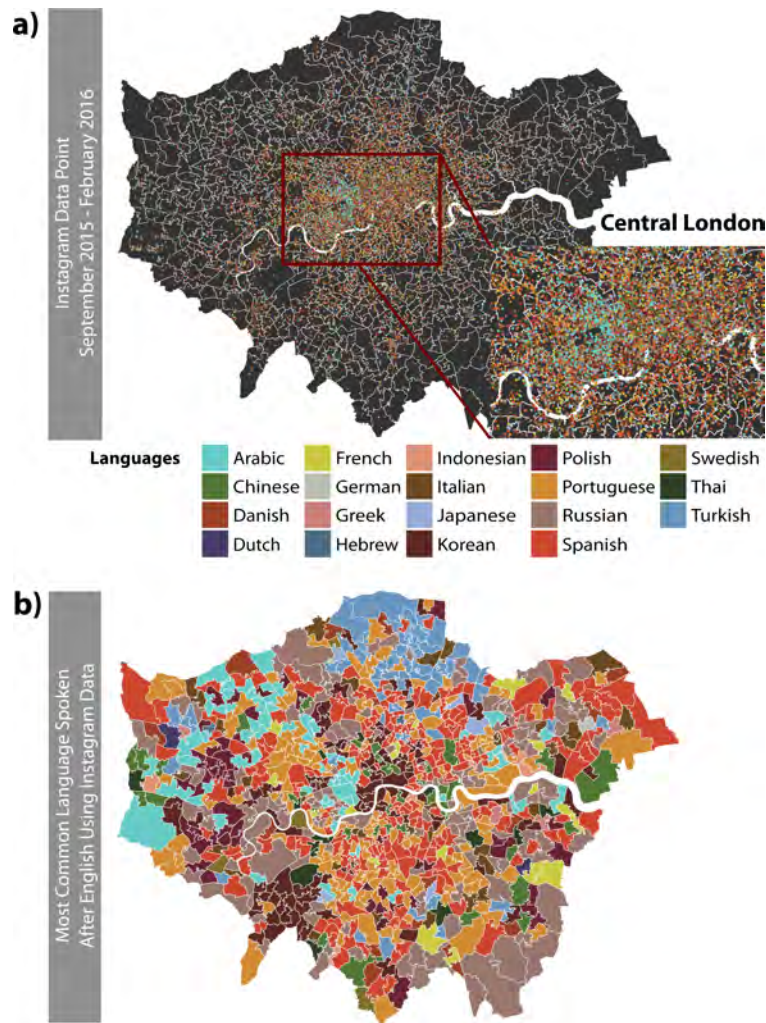 a)
Instagram Data Point
September 2015 - February 2016
Central London
Languages
Arabic
French
Indonesian
Polish
Swedish
Chinese
German
Italian
Portuguese
Thai
Danish
Greek
Japanese
Russian
Turkish
Dutch
Hebrew
Korean
Spanish
b)
Most Common Language Spoken
After English Using Instagram Data